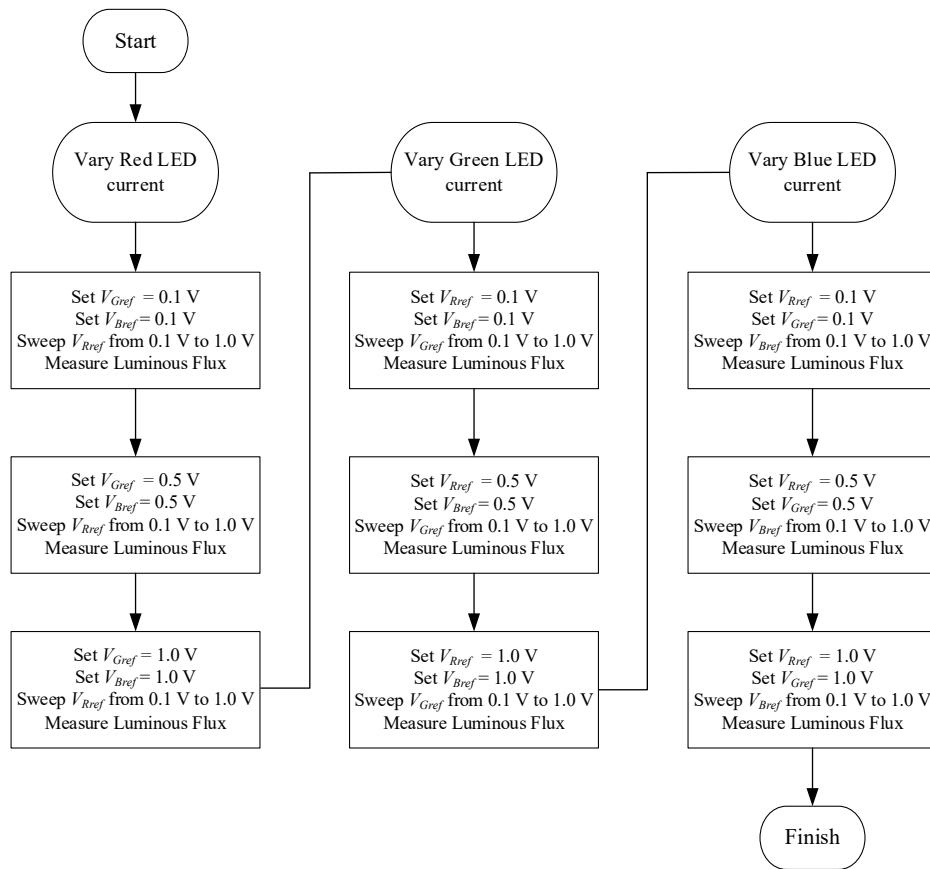 Start
Vary Red LED
current
Set VGref = 0.1 V
Set VBref = 0.1 V
Sweep VRref from 0.1 V to 1.0 V
Measure Luminous Flux
Set VGref = 0.5 V
Set VBref = 0.5 V
Sweep VRref from 0.1 V to 1.0 V
Measure Luminous Flux
Set VGref = 1.0 V
Set VBref = 1.0 V
Sweep VRref from 0.1 V to 1.0 V
Measure Luminous Flux
Vary Green LED
current
Set VRref = 0.1 V
Set VBref = 0.1 V
Sweep VGref from 0.1 V to 1.0 V
Measure Luminous Flux
Set VRref = 0.5 V
Set VBref = 0.5 V
Sweep VGref from 0.1 V to 1.0 V
Measure Luminous Flux
Set VRref = 1.0 V
Set VBref = 1.0 V
Sweep VGref from 0.1 V to 1.0 V
Measure Luminous Flux
Vary Blue LED
current
Set VRref = 0.1 V
Set VGref = 0.1 V
Sweep VBref from 0.1 V to 1.0 V
Measure Luminous Flux
Set VRref = 0.5 V
Set VGref = 0.5 V
Sweep VBref from 0.1 V to 1.0 V
Measure Luminous Flux
Set VRref = 1.0 V
Set VGref = 1.0 V
Sweep VBref from 0.1 V to 1.0 V
Measure Luminous Flux
Finish